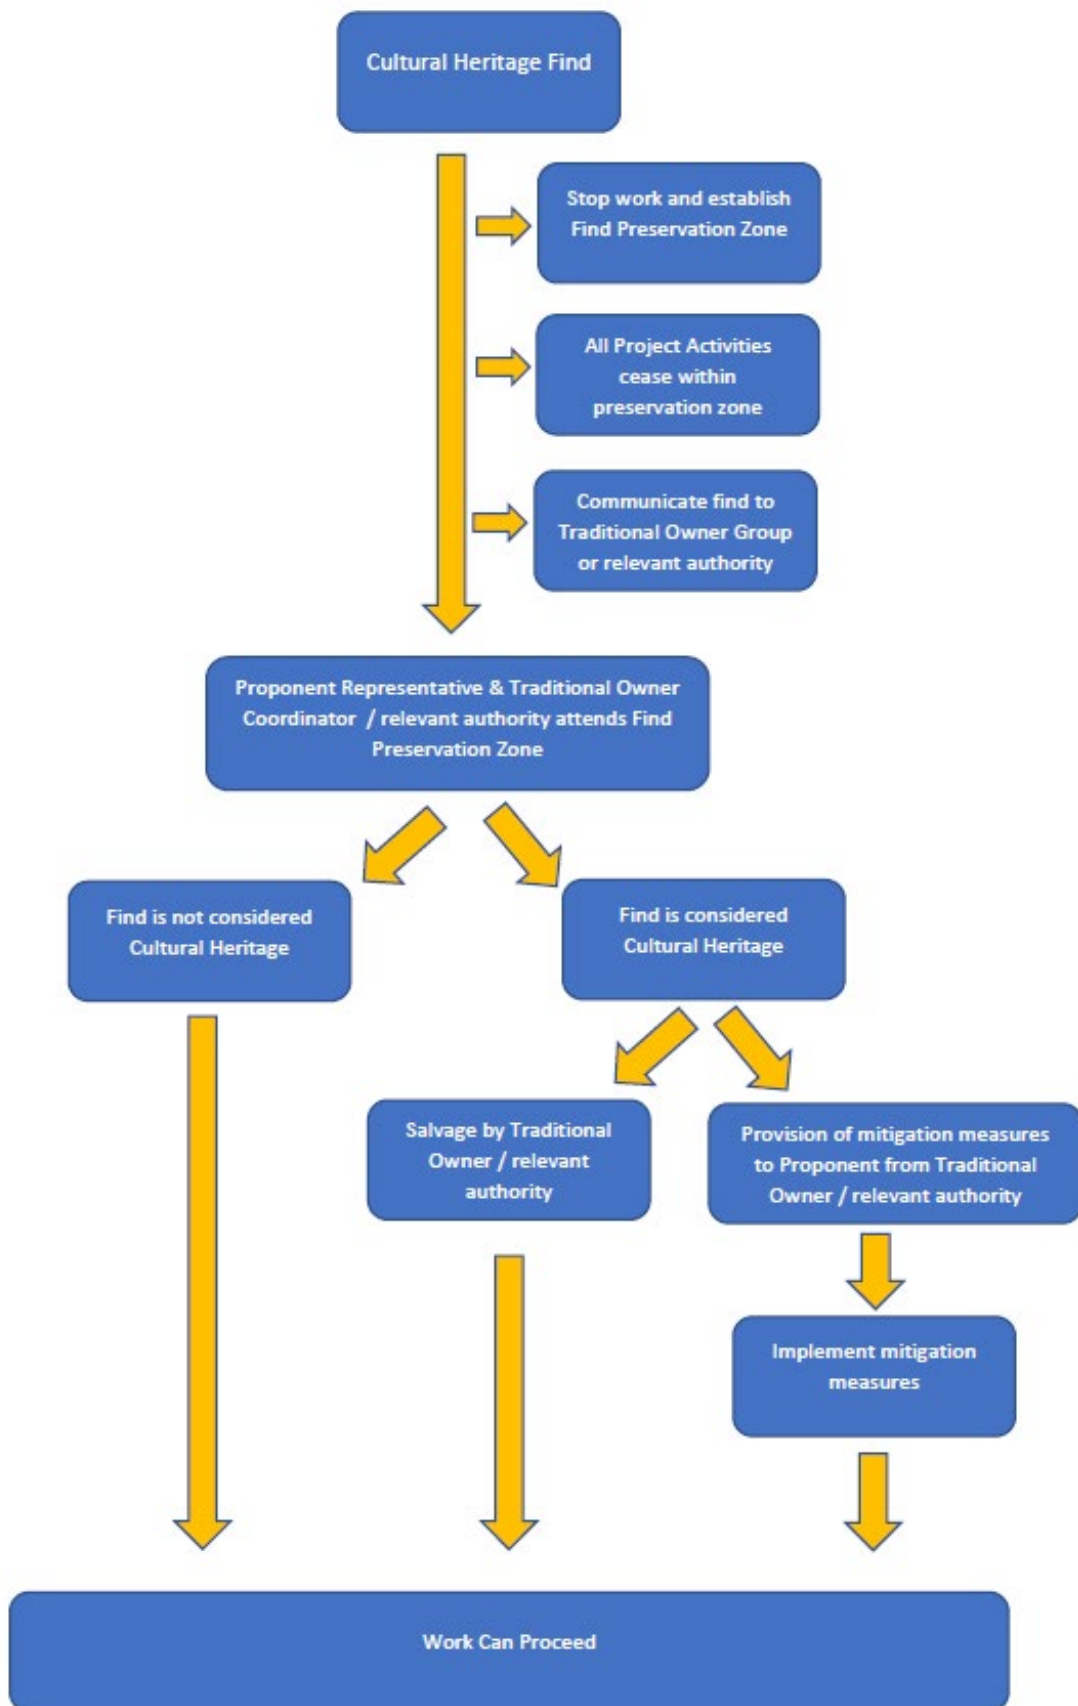 Cultural Heritage Find
Stop work and establish
Find Preservation Zone
All Project Activities
cease within
preservation zone
Communicate find to
Traditional Owner Group
or relevant authority
Proponent Representative & Traditional Owner
Coordinator / relevant authority attends Find
Preservation Zone
Find is not considered
Cultural Heritage
Find is considered
Cultural Heritage
Salvage by Traditional
Owner / relevant
authority
Provision of mitigation measures
to Proponent from Traditional
Owner / relevant authority
Implement mitigation
measures
Work Can Proceed